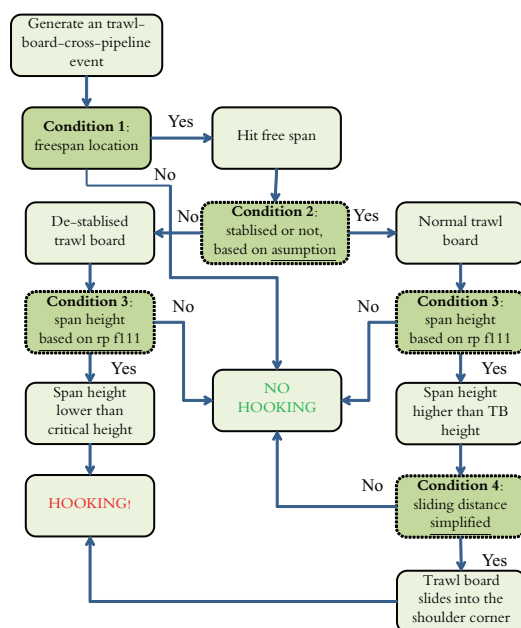 Generate an trawl-
board-cross-pipeline
event
Condition 1:
freespan location
Yes
Hit free span
No
De-stablised
trawl board
No
Condition 2:
stablised or not,
based on asumption
Yes
Normal trawl
board
Condition 3:
span height
based on rp f111
No
No
Condition 3:
span height
based on rp f111
Yes
Yes
Span height
lower than
critical height
NO
HOOKING
Span height
higher than TB
height
HOOKING!
No
Condition 4:
sliding distance
simplified
Yes
Trawl board
slides into the
shoulder corner